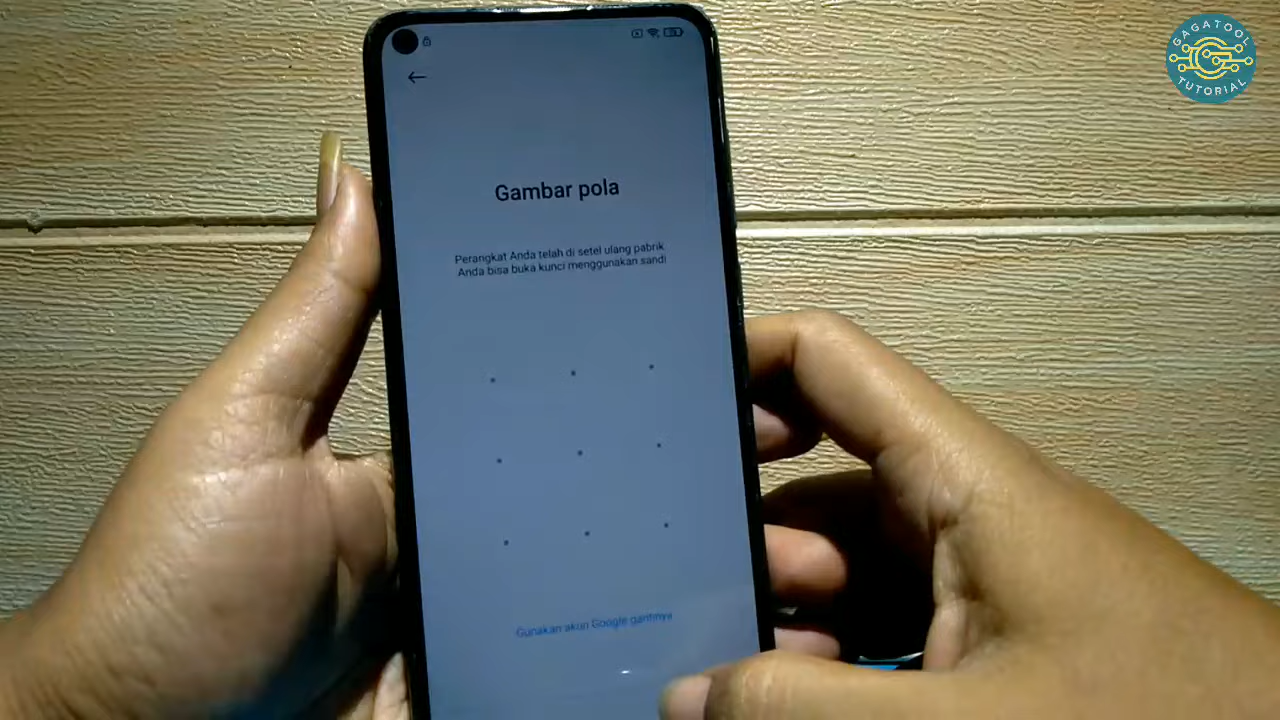 GAGATOOL
TUTORIAL
Gambar pola
Perangkat Anda telah di setel ulang pabrik
Anda bisa buka kunci menggunakan sandi
Gunakan akun Google gantinya